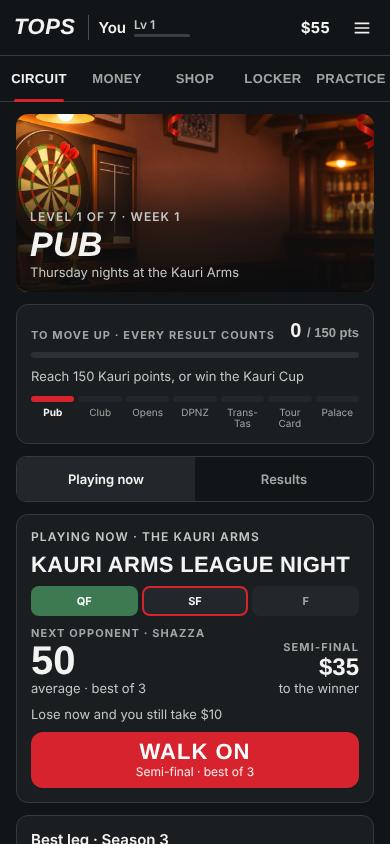 TOPS You Lv 1 $55
CIRCUIT MONEY SHOP LOCKER PRACTICE
LEVEL 1 OF 7 · WEEK 1
PUB
Thursday nights at the Kauri Arms
TO MOVE UP · EVERY RESULT COUNTS 0 / 150 pts
Reach 150 Kauri points, or win the Kauri Cup
Pub Club Opens DPNZ Trans-Tas Tour Card Palace
Playing now Results
PLAYING NOW · THE KAURI ARMS
KAURI ARMS LEAGUE NIGHT
QF SF F
NEXT OPPONENT · SHAZZA
50
average · best of 3
SEMI-FINAL
$35
to the winner
Lose now and you still take $10
WALK ON
Semi-final · best of 3
Best leg · Season 3